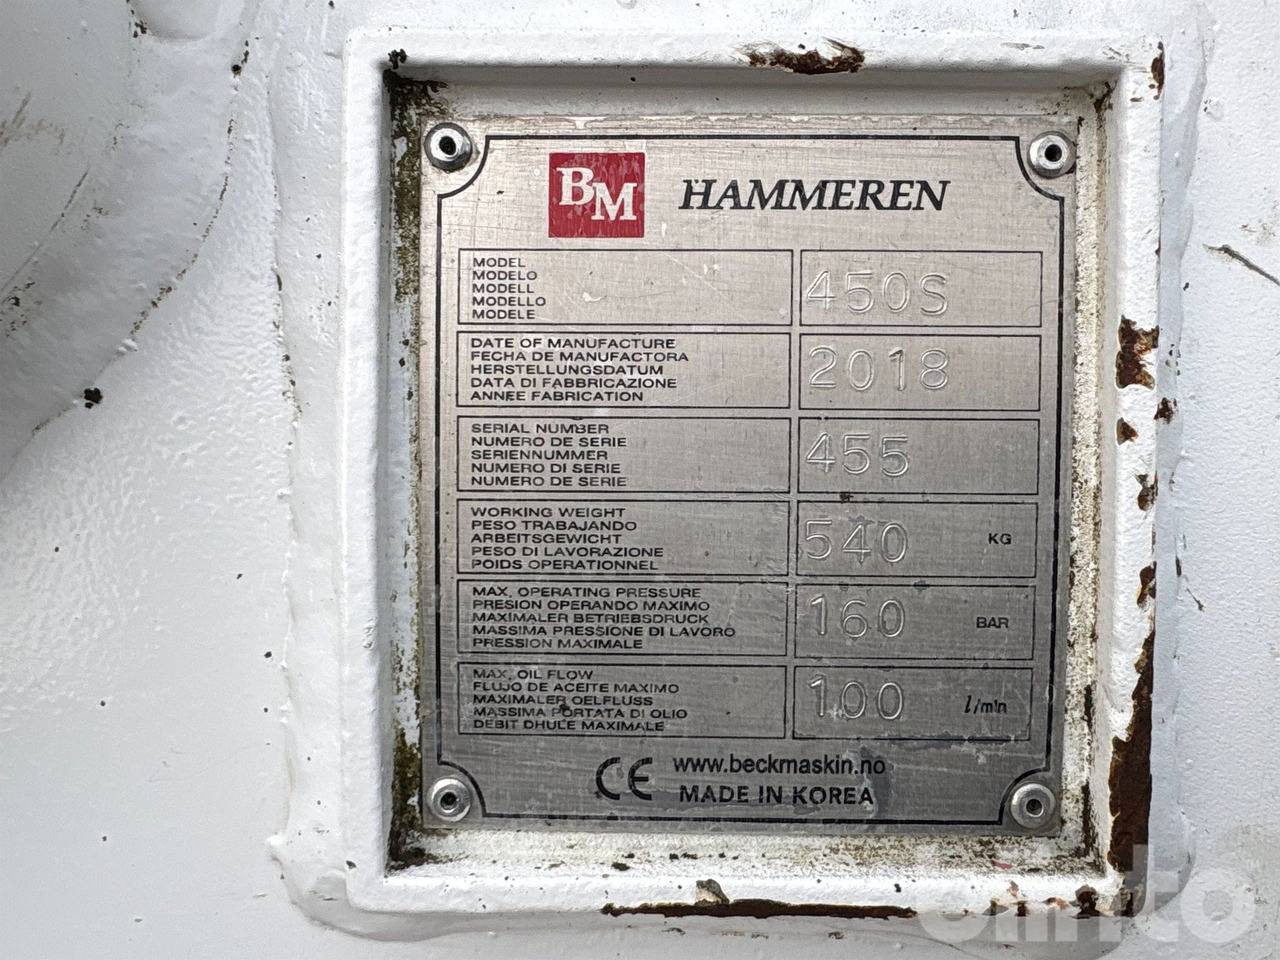 BM HAMMEREN
MODEL
MODELO
MODELL
MODELLO
MODELE
450S
DATE OF MANUFACTURE
FECHA DE MANUFACTORA
HERSTELLUNGSDATUM
DATA DI FABBRICAZIONE
ANNEE FABRICATION
2018
SERIAL NUMBER
NUMERO DE SERIE
SERIENNUMMER
NUMERO DI SERIE
NUMERO DE SERIE
455
WORKING WEIGHT
PESO TRABAJANDO
ARBEITSGEWICHT
PESO DI LAVORAZIONE
POIDS OPERATIONNEL
540 KG
MAX, OPERATING PRESSURE
PRESION OPERANDO MAXIMO
MAXIMALER BETRIEBSDRUCK
MASSIMA PRESSIONE DI LAVORO
PRESSION MAXIMALE
160 BAR
MAX, OIL FLOW
FLUJO DE ACEITE MAXIMO
MAXIMALER OELFLUSS
MASSIMA PORTATA DI OLIO
DEBIT DHULE MAXIMALE
100 l/min
CE www.beckmaskin.no
MADE IN KOREA